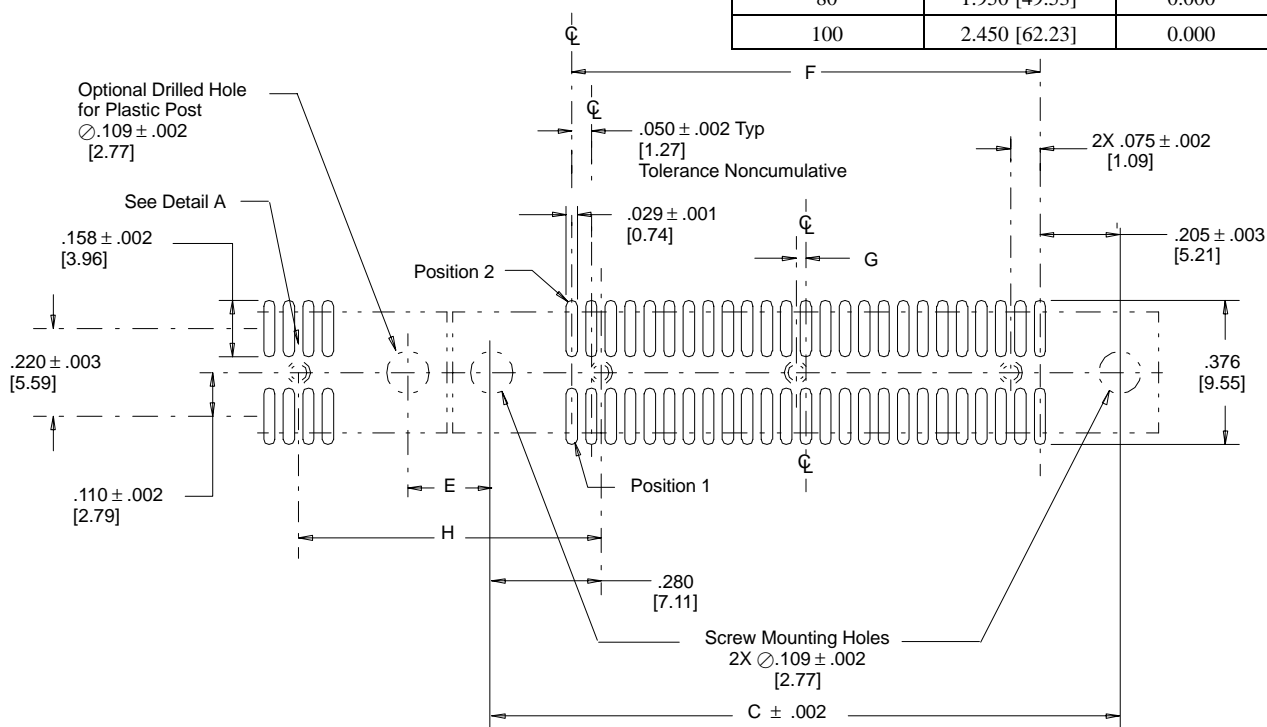 80 1.950 [49.53] 0.000
100 2.450 [62.23] 0.000
℄
F
Optional Drilled Hole
for Plastic Post
∅.109 ± .002
[2.77]
℄
.050 ± .002 Typ
[1.27]
Tolerance Noncumulative
2X .075 ± .002
[1.09]
See Detail A
.029 ± .001
[0.74]
℄
.158 ± .002
[3.96]
.205 ± .003
[5.21]
Position 2
G
.220 ± .003
[5.59]
.376
[9.55]
℄
E
Position 1
.110 ± .002
[2.79]
H
.280
[7.11]
Screw Mounting Holes
2X ∅.109 ± .002
[2.77]
C ± .002